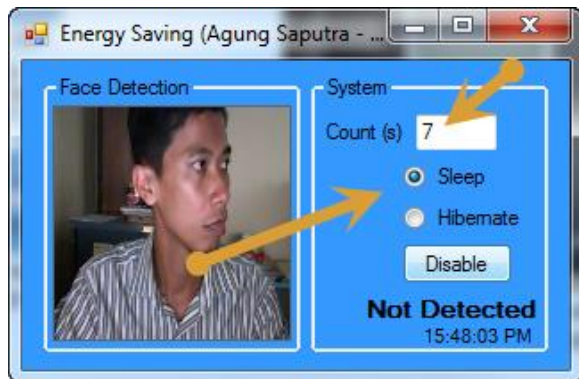 Energy Saving (Agung Saputra - ...
Face Detection
System
Count (s) 7
Sleep
Hibernate
Disable
Not Detected
15:48:03 PM